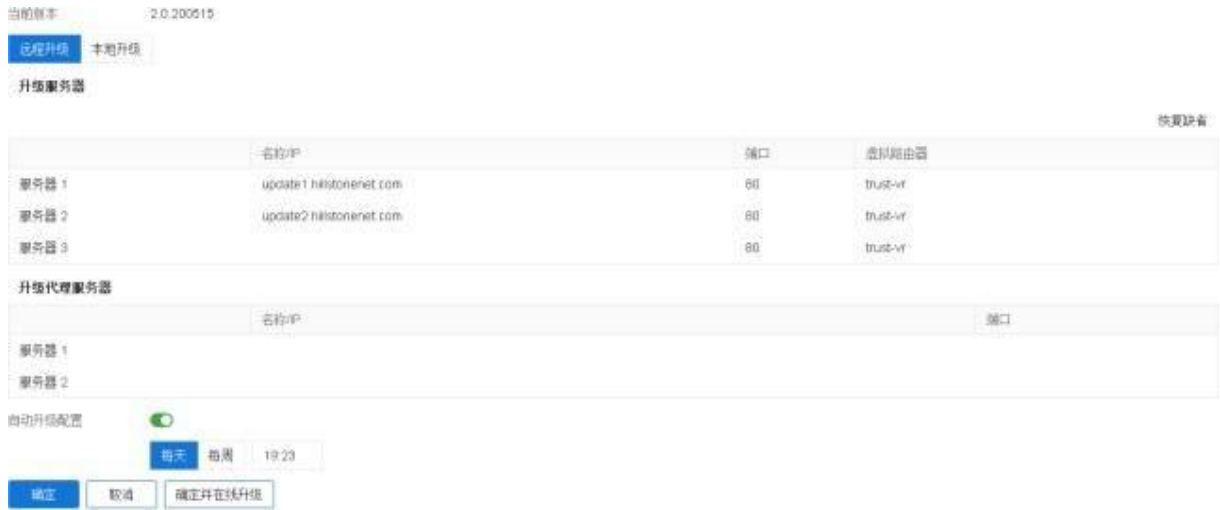 当前版本 2.0.200515
远程升级 本地升级
升级服务器
恢复缺省
名称/IP 端口 虚拟路由器
服务器 1 update1.hillstonenet.com 80 trust-vr
服务器 2 update2.hillstonenet.com 80 trust-vr
服务器 3 80 trust-vr
升级代理服务器
名称/IP 端口
服务器 1
服务器 2
自动升级配置
每天 每周 19:23
确定 取消 确定并在线升级